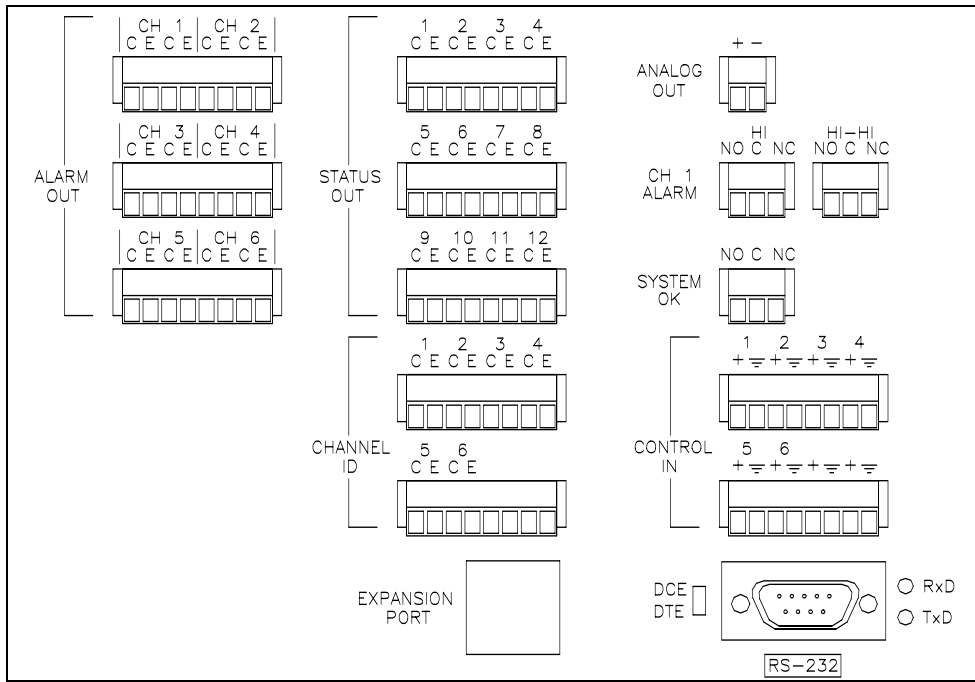 CH 1 CH 2
C E C E C E C E
CH 3 CH 4
C E C E C E C E
ALARM
OUT
CH 5 CH 6
C E C E C E C E
1 2 3 4
C E C E C E C E
5 6 7 8
C E C E C E C E
STATUS
OUT
9 10 11 12
C E C E C E C E
1 2 3 4
C E C E C E C E
CHANNEL
ID
5 6
C E C E
EXPANSION
PORT
+ −
ANALOG
OUT
HI HI−HI
NO C NC NO C NC
CH 1
ALARM
NO C NC
SYSTEM
OK
1 2 3 4
+ + + +
CONTROL
IN
5 6
+ + + +
DCE
DTE
RxD
TxD
RS−232